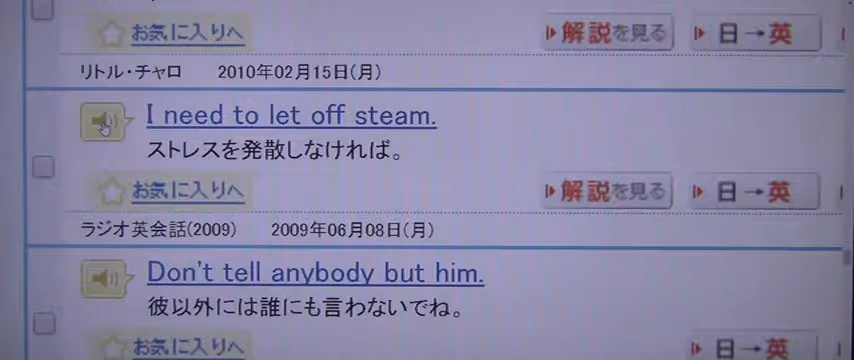 お気に入りへ 解説を見る 日→英
リトル・チャロ 2010年02月15日(月)
I need to let off steam.
ストレスを発散しなければ。
お気に入りへ 解説を見る 日→英
ラジオ英会話(2009) 2009年06月08日(月)
Don't tell anybody but him.
彼以外には誰にも言わないでね。
お気に入りへ 日→英